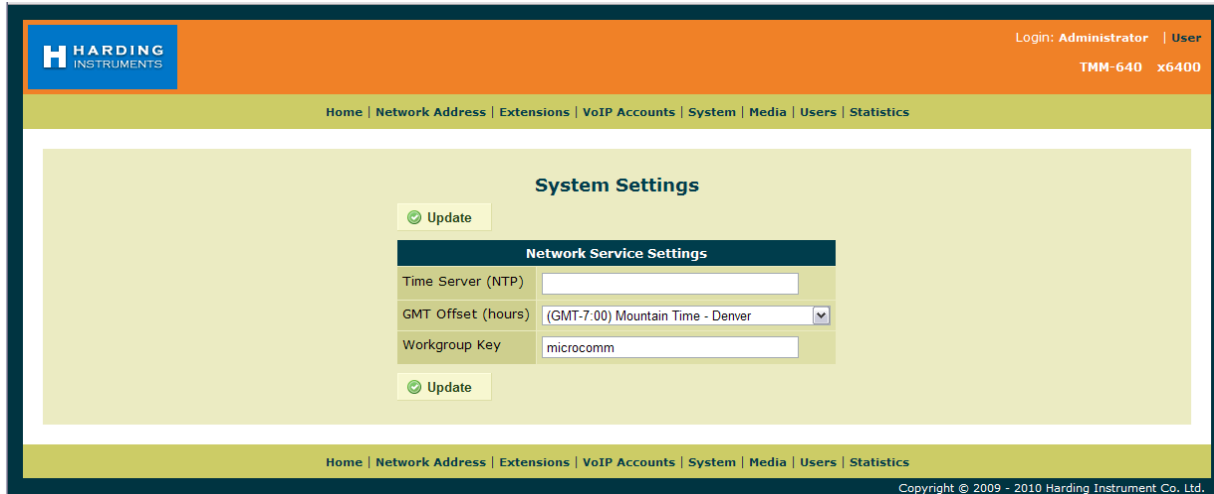 H HARDING
INSTRUMENTS
Login: Administrator | User
TMM-640 x6400
Home | Network Address | Extensions | VoIP Accounts | System | Media | Users | Statistics
System Settings
Update
Network Service Settings
Time Server (NTP)
GMT Offset (hours) (GMT-7:00) Mountain Time - Denver
Workgroup Key microcomm
Update
Home | Network Address | Extensions | VoIP Accounts | System | Media | Users | Statistics
Copyright © 2009 - 2010 Harding Instrument Co. Ltd.